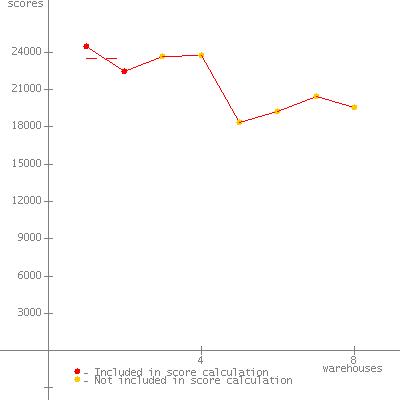 scores
24000
21000
18000
15000
12000
9000
6000
3000
4
8
warehouses
- Included in score calculation
- Not included in score calculation